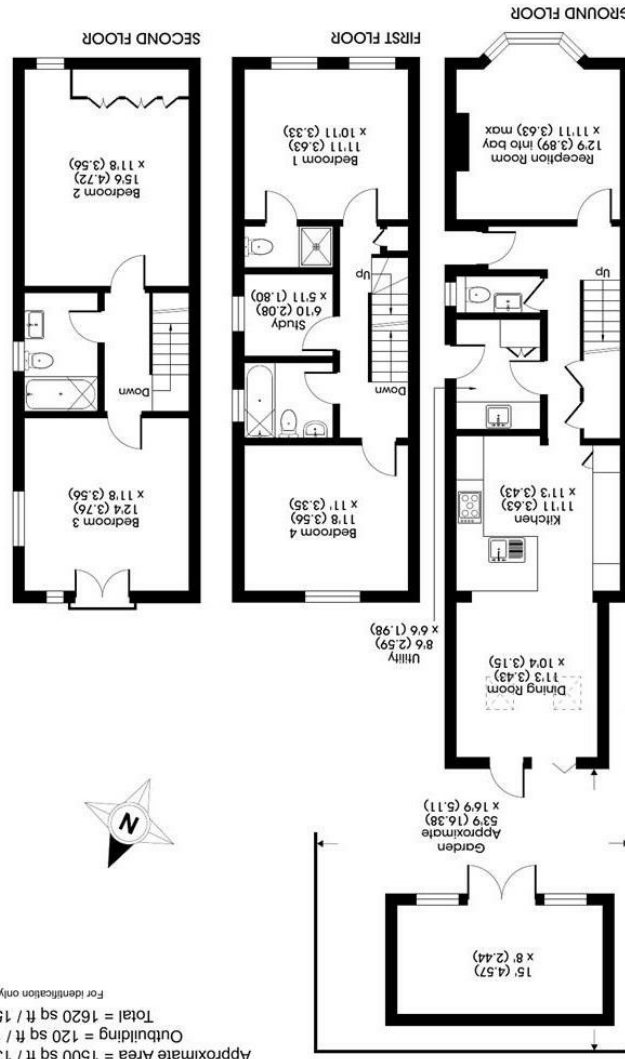 Approximate Area = 1500 sq ft / 13
Outbuilding = 120 sq ft /
Total = 1620 sq ft / 15
For identification only
15' (4.57)
x 8' (2.44)
Garden
Approximate
53'9 (16.38)
x 16'9 (5.11)
N
Dining Room
11'3 (3.43)
x 10'4 (3.15)
Utility
8'6 (2.59)
x 6'6 (1.98)
Kitchen
11'11 (3.63)
x 11'3 (3.43)
Up
Reception Room
12'9 (3.89) into bay
x 11'11 (3.63) max
GROUND FLOOR
Bedroom 4
11'8 (3.56)
x 11' (3.35)
Down
Study
6'10 (2.08)
x 5'11 (1.80)
Up
Bedroom 1
11'11 (3.63)
x 10'11 (3.33)
FIRST FLOOR
Bedroom 3
12'4 (3.76)
x 11'8 (3.56)
Down
Bedroom 2
15'6 (4.72)
x 11'8 (3.56)
SECOND FLOOR